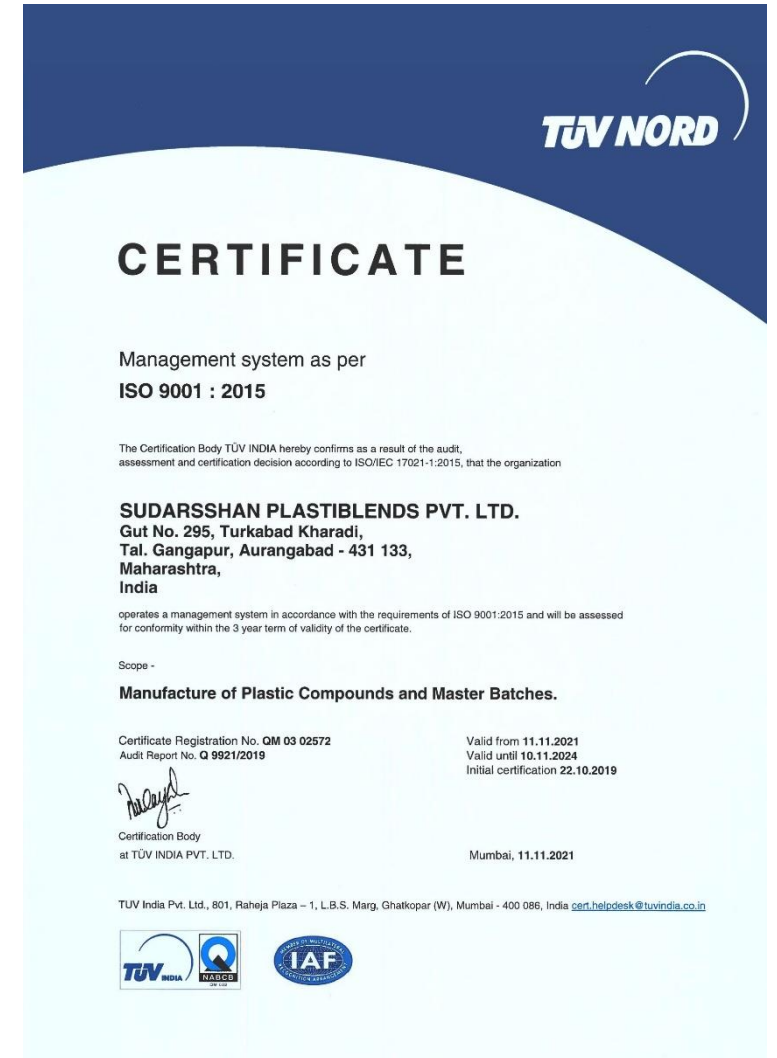 TÜV NORD
CERTIFICATE
Management system as per
ISO 9001 : 2015
The Certification Body TÜV INDIA hereby confirms as a result of the audit,
assessment and certification decision according to ISO/IEC 17021-1:2015, that the organization
SUDARSSHAN PLASTIBLENDS PVT. LTD.
Gut No. 295, Turkabad Kharadi,
Tal. Gangapur, Aurangabad - 431 133,
Maharashtra,
India
operates a management system in accordance with the requirements of ISO 9001:2015 and will be assessed
for conformity within the 3 year term of validity of the certificate.
Scope -
Manufacture of Plastic Compounds and Master Batches.
Certificate Registration No. QM 03 02572
Audit Report No. Q 9921/2019
Valid from 11.11.2021
Valid until 10.11.2024
Initial certification 22.10.2019
Certification Body
at TÜV INDIA PVT. LTD.
Mumbai, 11.11.2021
TUV India Pvt. Ltd., 801, Raheja Plaza – 1, L.B.S. Marg, Ghatkopar (W), Mumbai - 400 086, India cert.helpdesk@tuvindia.co.in
TÜV INDIA
NABCB
MEMBER OF MULTILATERAL
IAF
RECOGNITION ARRANGEMENT